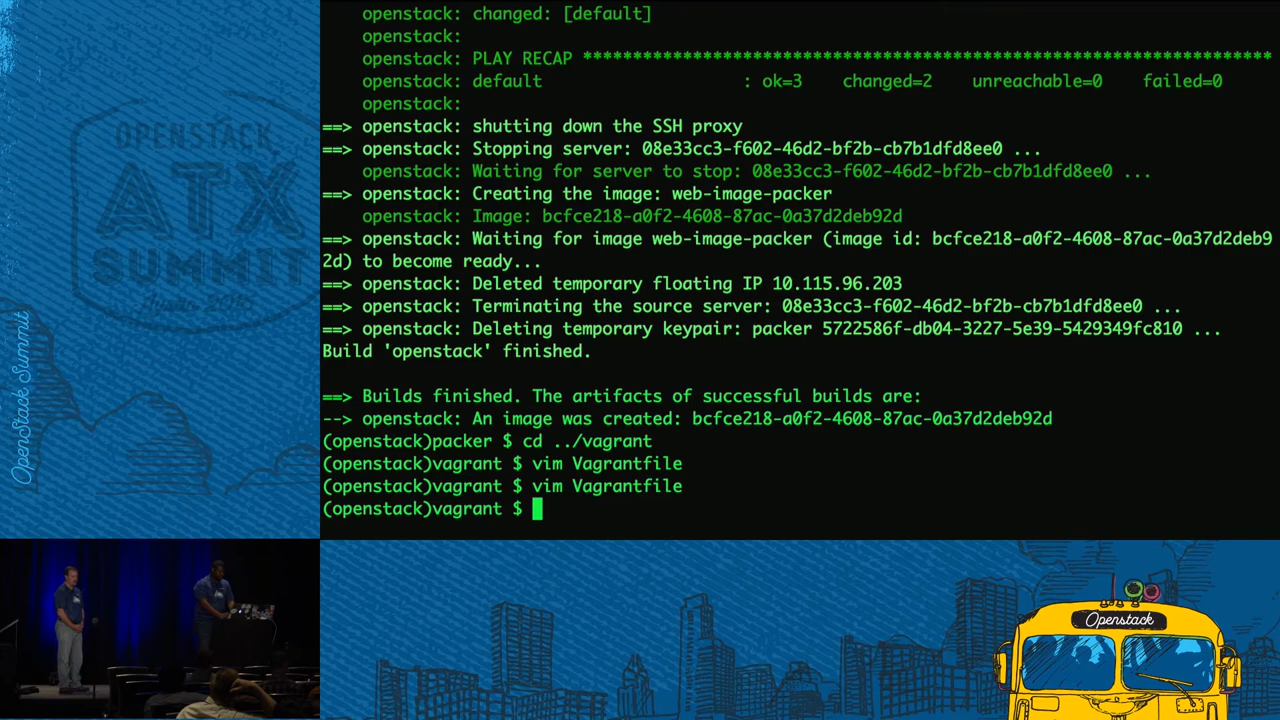 openstack: changed: [default]
openstack:
openstack: PLAY RECAP *********************************************************************
openstack: default                    : ok=3    changed=2    unreachable=0    failed=0
openstack:
==> openstack: shutting down the SSH proxy
==> openstack: Stopping server: 08e33cc3-f602-46d2-bf2b-cb7b1dfd8ee0 ...
openstack: Waiting for server to stop: 08e33cc3-f602-46d2-bf2b-cb7b1dfd8ee0 ...
==> openstack: Creating the image: web-image-packer
openstack: Image: bcfce218-a0f2-4608-87ac-0a37d2deb92d
==> openstack: Waiting for image web-image-packer (image id: bcfce218-a0f2-4608-87ac-0a37d2deb9
2d) to become ready...
==> openstack: Deleted temporary floating IP 10.115.96.203
==> openstack: Terminating the source server: 08e33cc3-f602-46d2-bf2b-cb7b1dfd8ee0 ...
==> openstack: Deleting temporary keypair: packer 5722586f-db04-3227-5e39-5429349fc810 ...
Build 'openstack' finished.
==> Builds finished. The artifacts of successful builds are:
--> openstack: An image was created: bcfce218-a0f2-4608-87ac-0a37d2deb92d
(openstack)packer $ cd ../vagrant
(openstack)vagrant $ vim Vagrantfile
(openstack)vagrant $ vim Vagrantfile
(openstack)vagrant $
OPENSTACK
ATX
SUMMIT
OpenStack Summit
Openstack